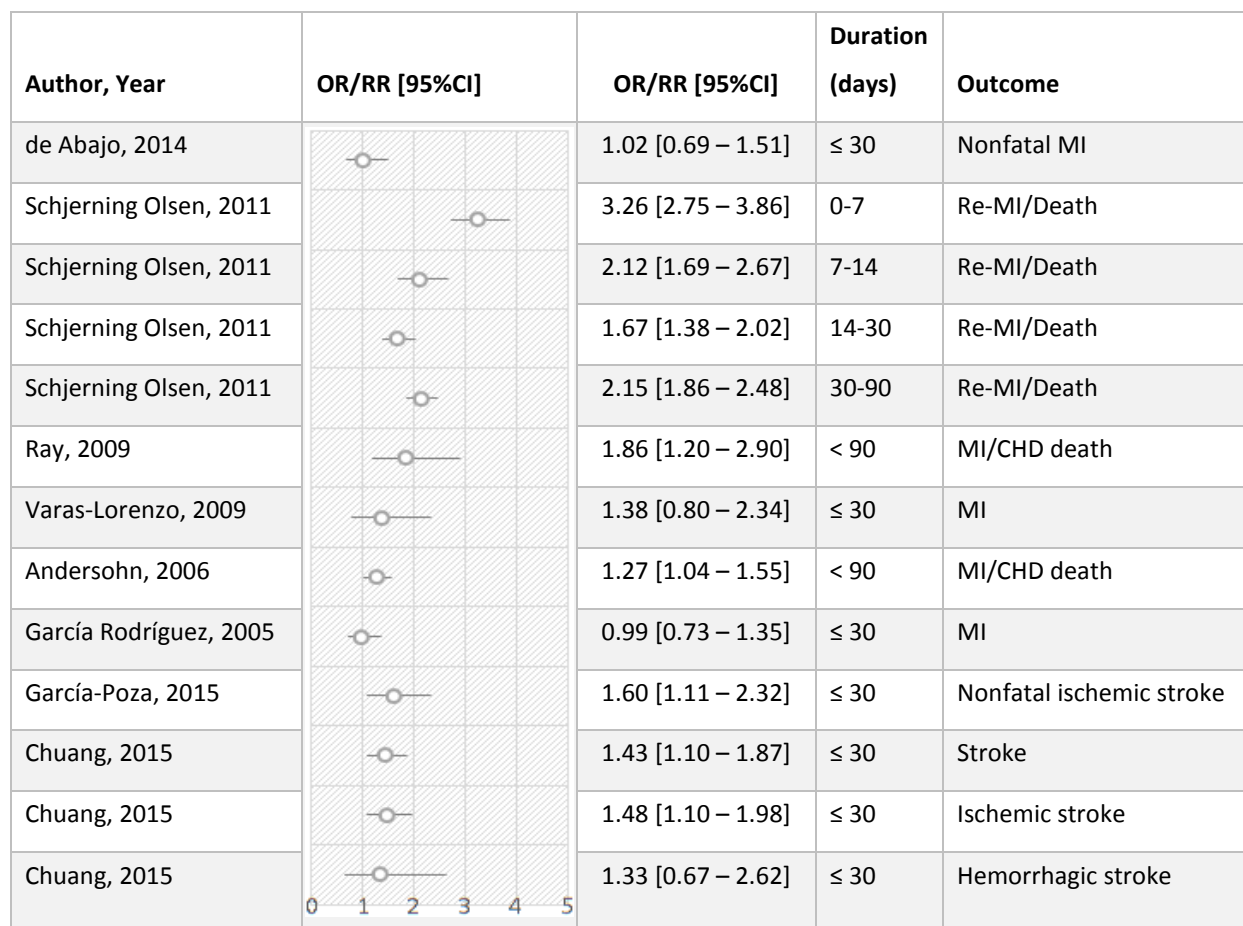 Author, Year OR/RR [95%CI] OR/RR [95%CI] Duration (days) Outcome
de Abajo, 2014 1.02 [0.69 – 1.51] ≤ 30 Nonfatal MI
Schjerning Olsen, 2011 3.26 [2.75 – 3.86] 0-7 Re-MI/Death
Schjerning Olsen, 2011 2.12 [1.69 – 2.67] 7-14 Re-MI/Death
Schjerning Olsen, 2011 1.67 [1.38 – 2.02] 14-30 Re-MI/Death
Schjerning Olsen, 2011 2.15 [1.86 – 2.48] 30-90 Re-MI/Death
Ray, 2009 1.86 [1.20 – 2.90] < 90 MI/CHD death
Varas-Lorenzo, 2009 1.38 [0.80 – 2.34] ≤ 30 MI
Andersohn, 2006 1.27 [1.04 – 1.55] < 90 MI/CHD death
García Rodríguez, 2005 0.99 [0.73 – 1.35] ≤ 30 MI
García-Poza, 2015 1.60 [1.11 – 2.32] ≤ 30 Nonfatal ischemic stroke
Chuang, 2015 1.43 [1.10 – 1.87] ≤ 30 Stroke
Chuang, 2015 1.48 [1.10 – 1.98] ≤ 30 Ischemic stroke
Chuang, 2015 1.33 [0.67 – 2.62] ≤ 30 Hemorrhagic stroke
0 1 2 3 4 5